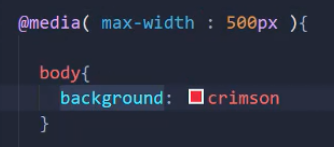 @media( max-width : 500px ){
body{
background: crimson
}